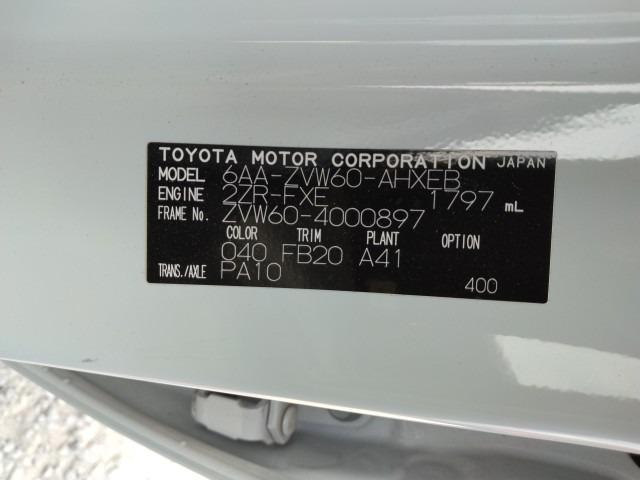 TOYOTA MOTOR CORPORATION JAPAN
MODEL 6AA-ZVW60-AHXEB
ENGINE 2ZR-FXE 1797 mL
FRAME No. ZVW60-4000897
COLOR TRIM PLANT OPTION
040 FB20 A41
TRANS./AXLE PA10
400